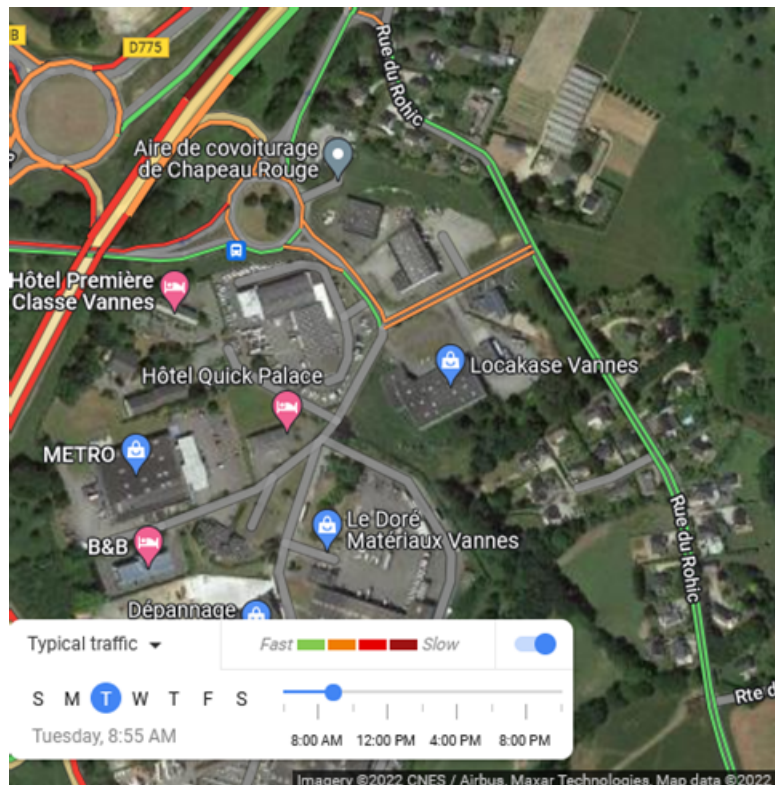 B
D775
Rue du Rohic
Aire de covoiturage
de Chapeau Rouge
Hôtel Première
Classe Vannes
Hôtel Quick Palace
Locakase Vannes
METRO
Le Doré
Matériaux Vannes
B&B
Rue du Rohic
Dépannage
Typical traffic
Fast
Slow
S M T W T F S
Tuesday, 8:55 AM
8:00 AM 12:00 PM 4:00 PM 8:00 PM
Rte d
Imagery ©2022 CNES / Airbus, Maxar Technologies, Map data ©2022